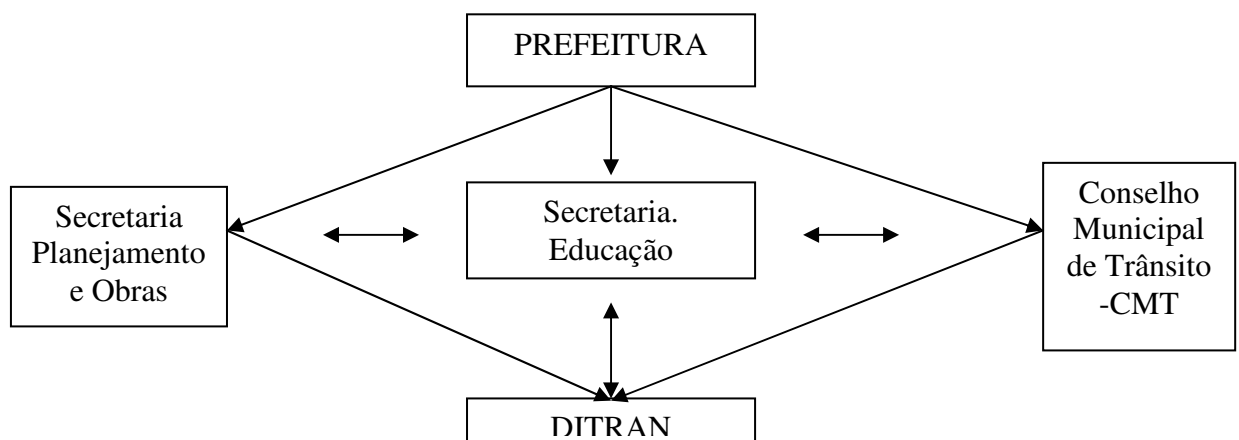 PREFEITURA
Secretaria
Planejamento
e Obras
Secretaria.
Educação
Conselho
Municipal
de Trânsito
-CMT
DITRAN